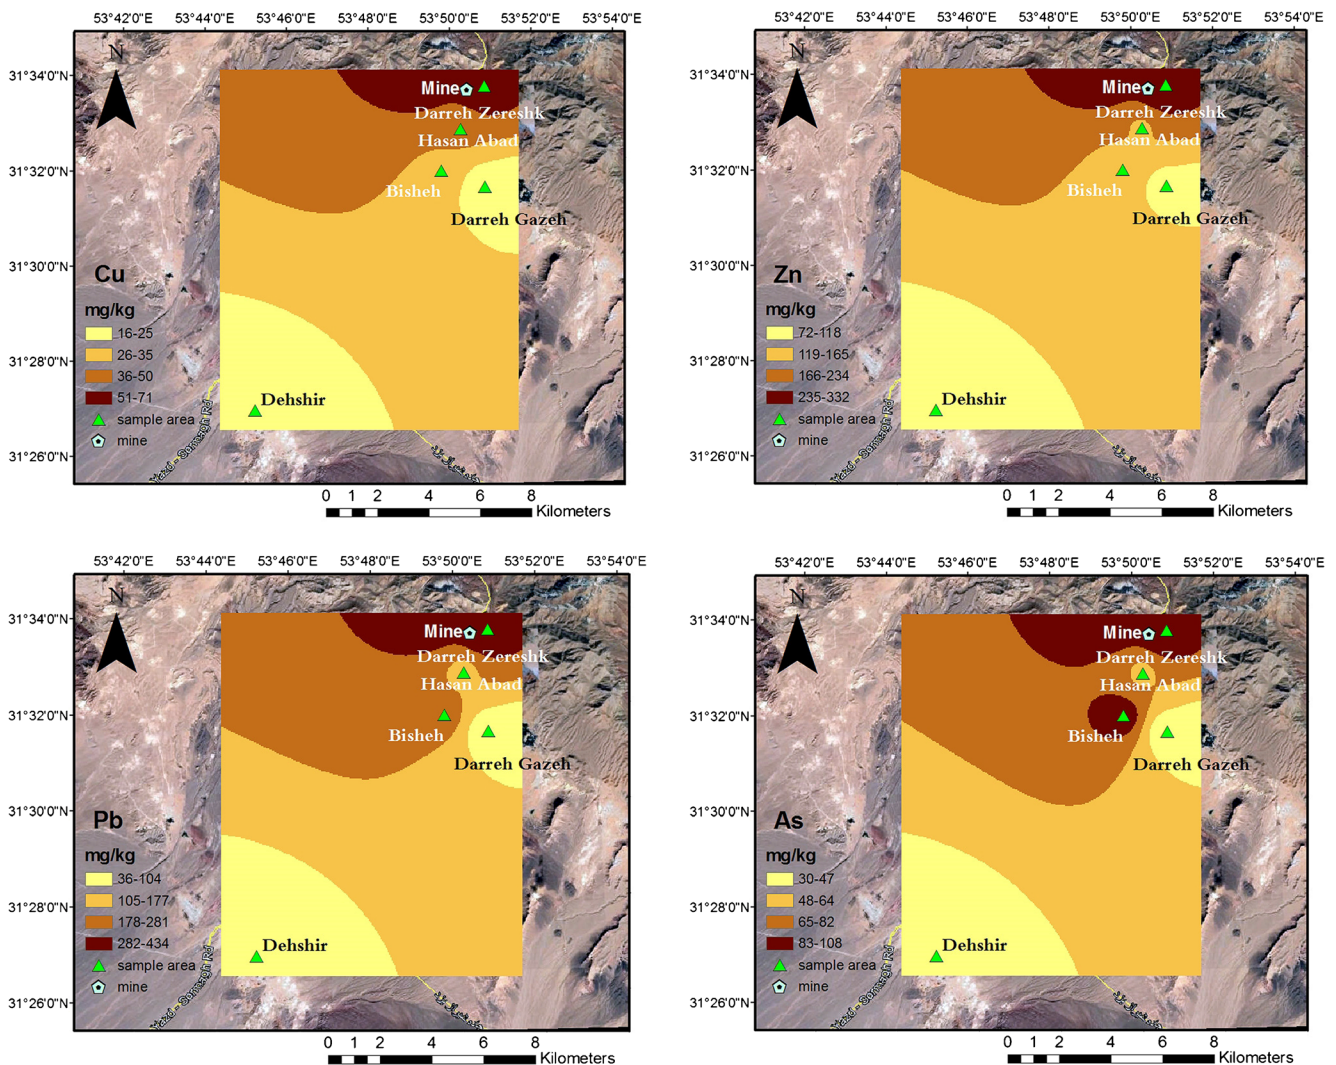 53°42'0"E 53°44'0"E 53°46'0"E 53°48'0"E 53°50'0"E 53°52'0"E 53°54'0"E
N
31°34'0"N
31°32'0"N
31°30'0"N
31°28'0"N
31°26'0"N
Mine
Darreh Zereshk
Hasan Abad
Bisheh
Darreh Gazeh
Dehshir
Cu
mg/kg
16-25
26-35
36-50
51-71
sample area
mine
0 1 2 4 6 8
Kilometers
53°42'0"E 53°44'0"E 53°46'0"E 53°48'0"E 53°50'0"E 53°52'0"E 53°54'0"E
N
31°34'0"N
31°32'0"N
31°30'0"N
31°28'0"N
31°26'0"N
Mine
Darreh Zereshk
Hasan Abad
Bisheh
Darreh Gazeh
Dehshir
Zn
mg/kg
72-118
119-165
166-234
235-332
sample area
mine
0 1 2 4 6 8
Kilometers
53°42'0"E 53°44'0"E 53°46'0"E 53°48'0"E 53°50'0"E 53°52'0"E 53°54'0"E
N
31°34'0"N
31°32'0"N
31°30'0"N
31°28'0"N
31°26'0"N
Mine
Darreh Zereshk
Hasan Abad
Bisheh
Darreh Gazeh
Dehshir
Pb
mg/kg
36-104
105-177
178-281
282-434
sample area
mine
0 1 2 4 6 8
Kilometers
53°42'0"E 53°44'0"E 53°46'0"E 53°48'0"E 53°50'0"E 53°52'0"E 53°54'0"E
N
31°34'0"N
31°32'0"N
31°30'0"N
31°28'0"N
31°26'0"N
Mine
Darreh Zereshk
Hasan Abad
Bisheh
Darreh Gazeh
Dehshir
As
mg/kg
30-47
48-64
65-82
83-108
sample area
mine
0 1 2 4 6 8
Kilometers